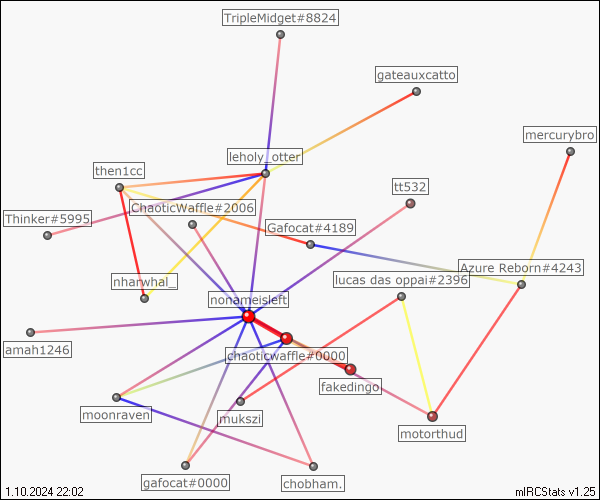 TripleMidget#8824
gateauxcatto
mercurybro
leholy_otter
then1cc
tt532
ChaoticWaffle#2006
Thinker#5995
Gafocat#4189
Azure Reborn#4243
nharwhal_
lucas das oppai#2396
nonameisleft
amah1246
chaoticwaffle#0000
fakedingo
moonraven
mukszi
motorthud
gafocat#0000
chobham.
1.10.2024 22:02
mIRCStats v1.25